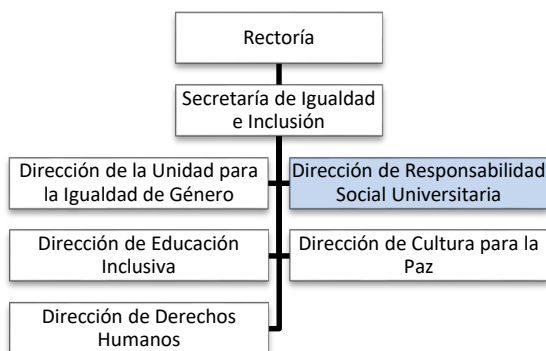 Rectoría
Secretaría de Igualdad
e Inclusión
Dirección de la Unidad para
la Igualdad de Género
Dirección de Responsabilidad
Social Universitaria
Dirección de Educación
Inclusiva
Dirección de Cultura para la
Paz
Dirección de Derechos
Humanos